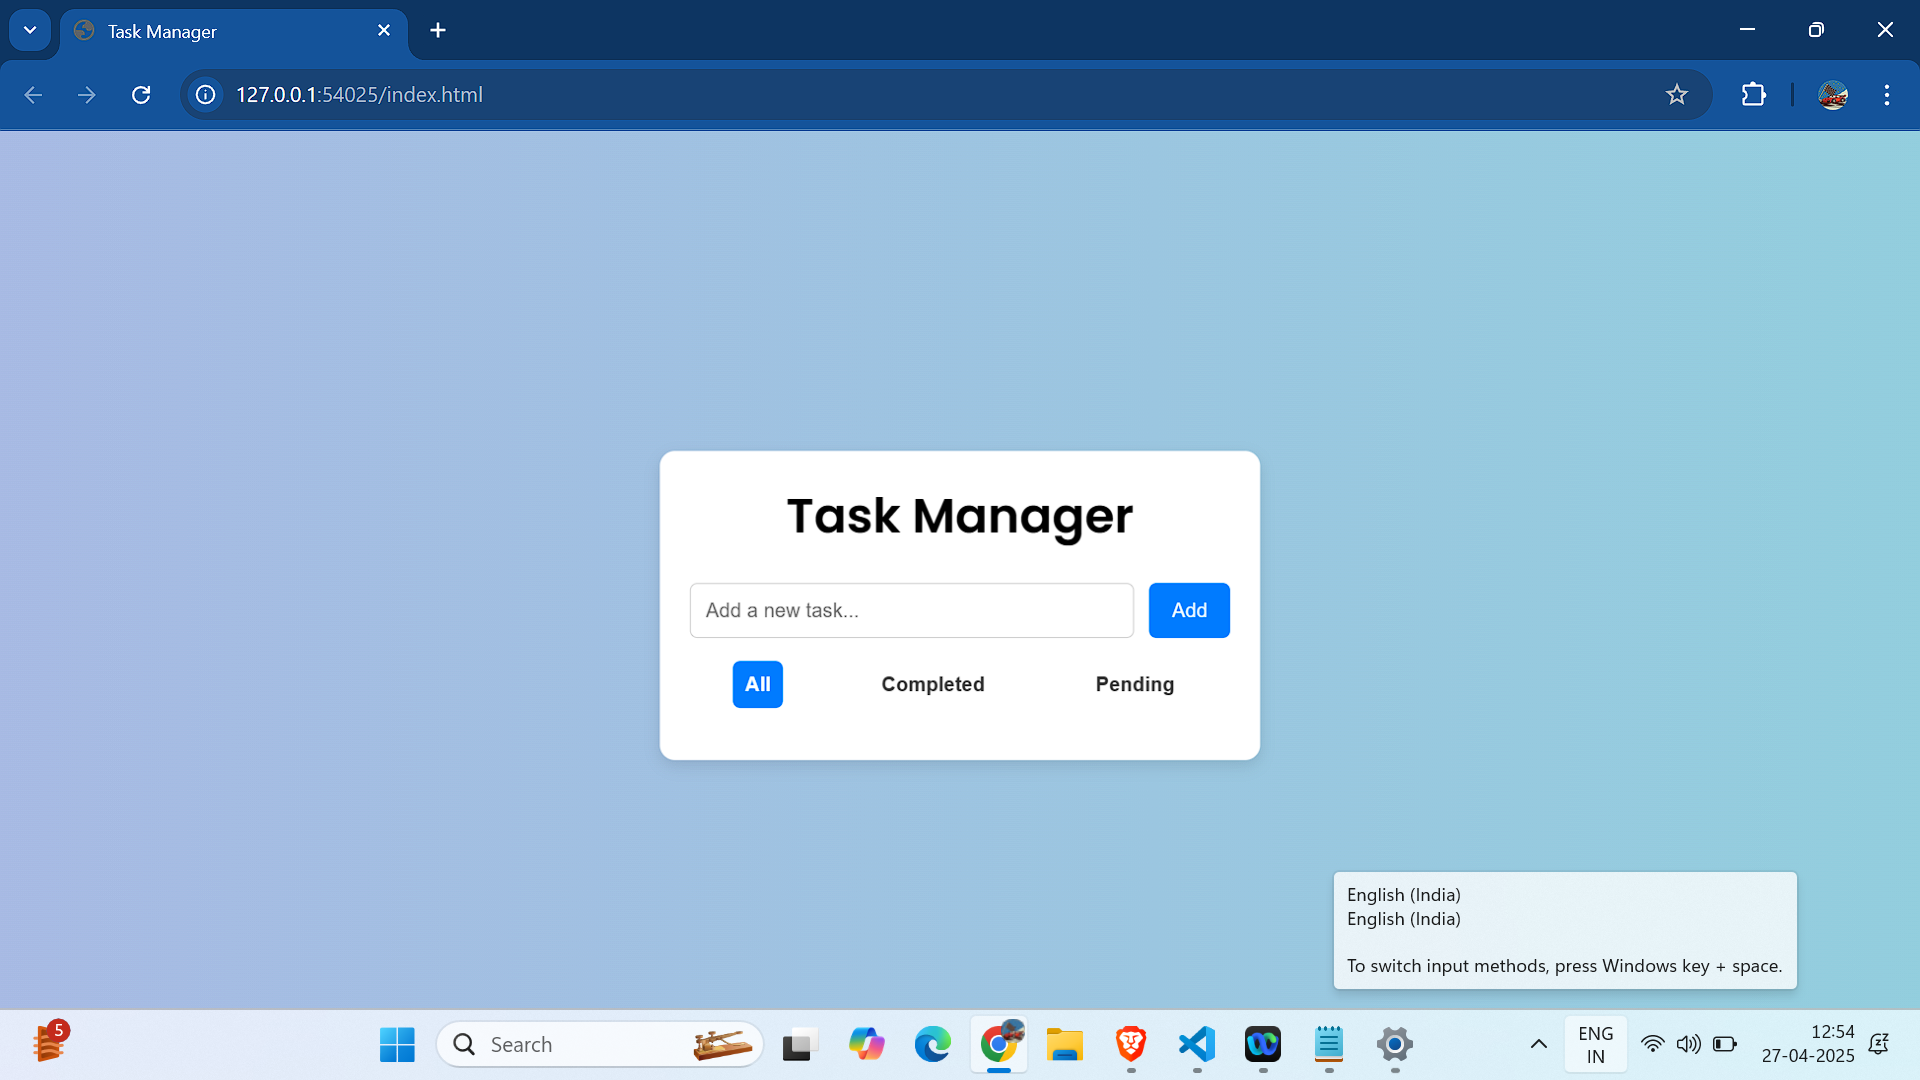 Task Manager
127.0.0.1:54025/index.html
Task Manager
Add a new task...
Add
All
Completed
Pending
English (India)
English (India)
To switch input methods, press Windows key + space.
5
Search
ENG
IN
12:54
27-04-2025